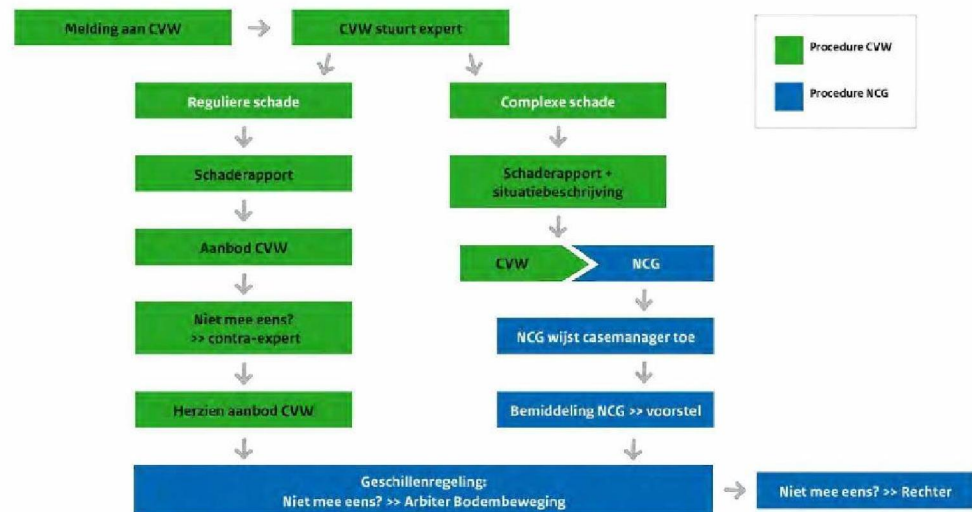 Melding aan CVW
CVW stuurt expert
Procedure CVW
Procedure NCG
Reguliere schade
Complexe schade
Schaderapport
Schaderapport +
situatiebeschrijving
Aanbod CVW
CVW
NCG
Niet mee eens?
>> contra-expert
NCG wijst casemanager toe
Herzien aanbod CVW
Bemiddeling NCG >> voorstel
Geschillenregeling:
Niet mee eens? >> Arbiter Bodembeweging
Niet mee eens? >> Rechter